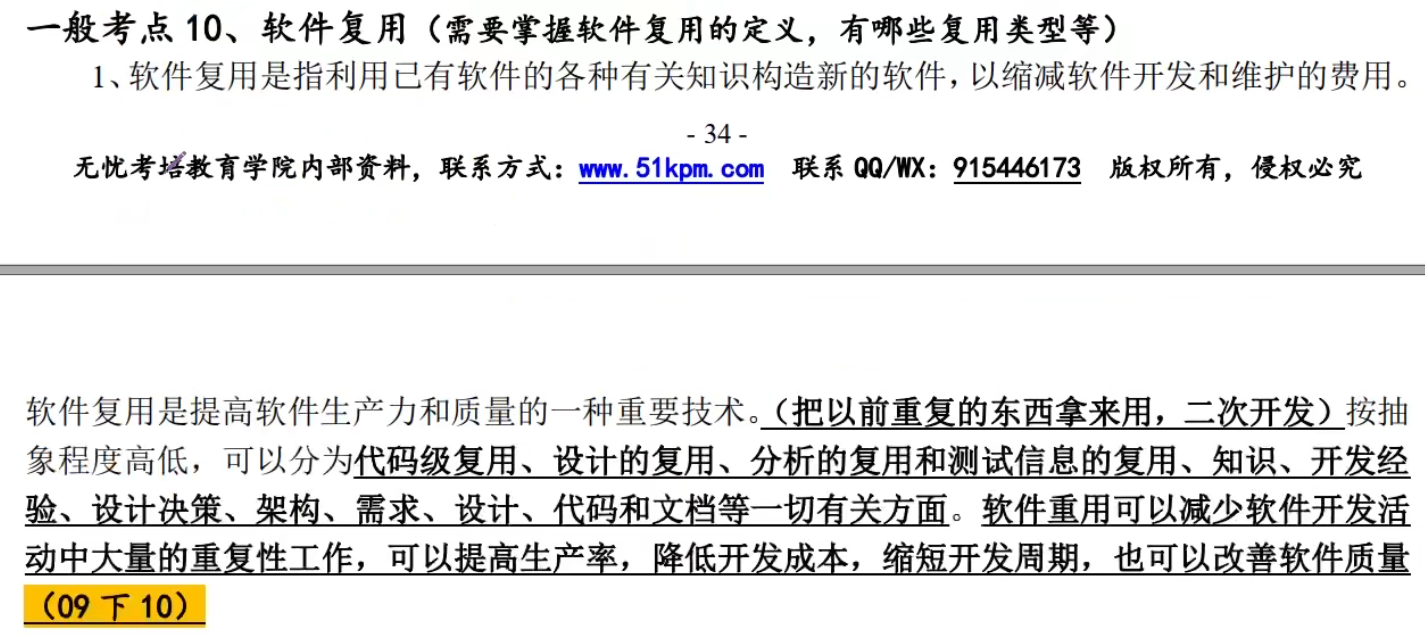 一般考点 10、软件复用（需要掌握软件复用的定义，有哪些复用类型等）
1、软件复用是指利用已有软件的各种有关知识构造新的软件，以缩减软件开发和维护的费用。
- 34 -
无忧考培教育学院内部资料，联系方式：www.51kpm.com 联系 QQ/WX：915446173 版权所有，侵权必究
软件复用是提高软件生产力和质量的一种重要技术。（把以前重复的东西拿来用，二次开发）按抽
象程度高低，可以分为代码级复用、设计的复用、分析的复用和测试信息的复用、知识、开发经
验、设计决策、架构、需求、设计、代码和文档等一切有关方面。软件重用可以减少软件开发活
动中大量的重复性工作，可以提高生产率，降低开发成本，缩短开发周期，也可以改善软件质量
（09 下 10）